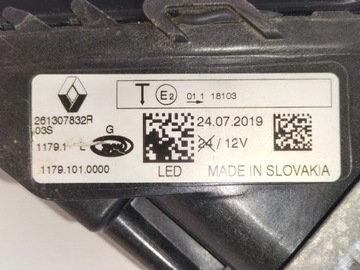 T E2 01.1 18103
261307832R
03S
G
24.07.2019
1179.1 L
24 / 12V
1179.101.0000
LED MADE IN SLOVAKIA